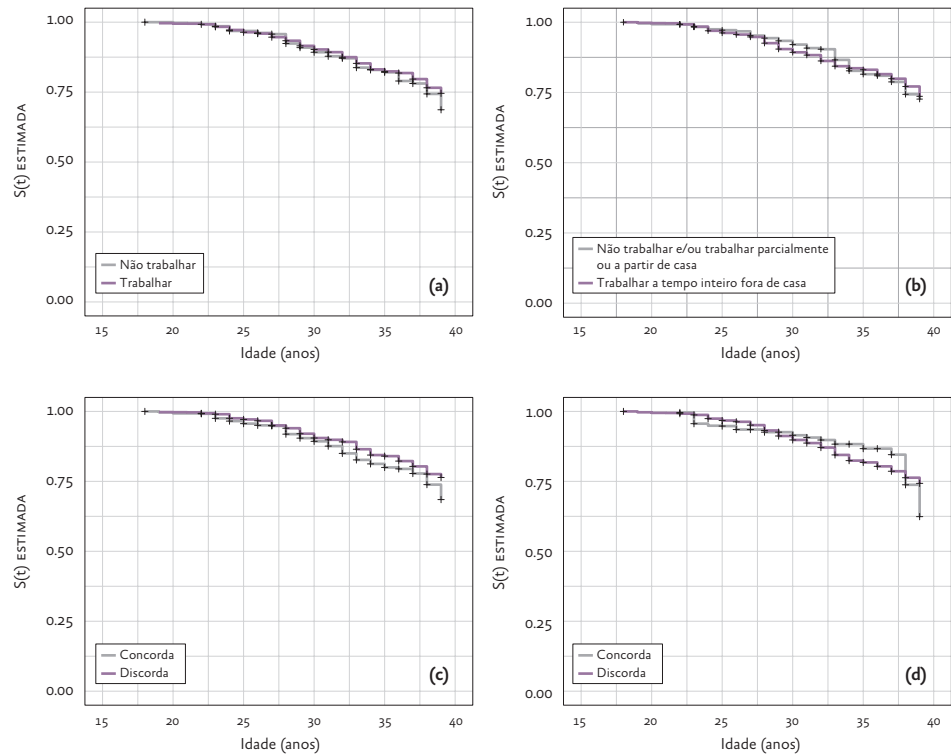 1.00
0.75
0.50
0.25
0.00
S(t) ESTIMADA
Não trabalhar
Trabalhar
(a)
15 20 25 30 35 40
Idade (anos)
1.00
0.75
0.50
0.25
0.00
S(t) ESTIMADA
Não trabalhar e/ou trabalhar parcialmente
ou a partir de casa
Trabalhar a tempo inteiro fora de casa
(b)
15 20 25 30 35 40
Idade (anos)
1.00
0.75
0.50
0.25
0.00
S(t) ESTIMADA
Concorda
Discorda
(c)
15 20 25 30 35 40
Idade (anos)
1.00
0.75
0.50
0.25
0.00
S(t) ESTIMADA
Concorda
Discorda
(d)
15 20 25 30 35 40
Idade (anos)